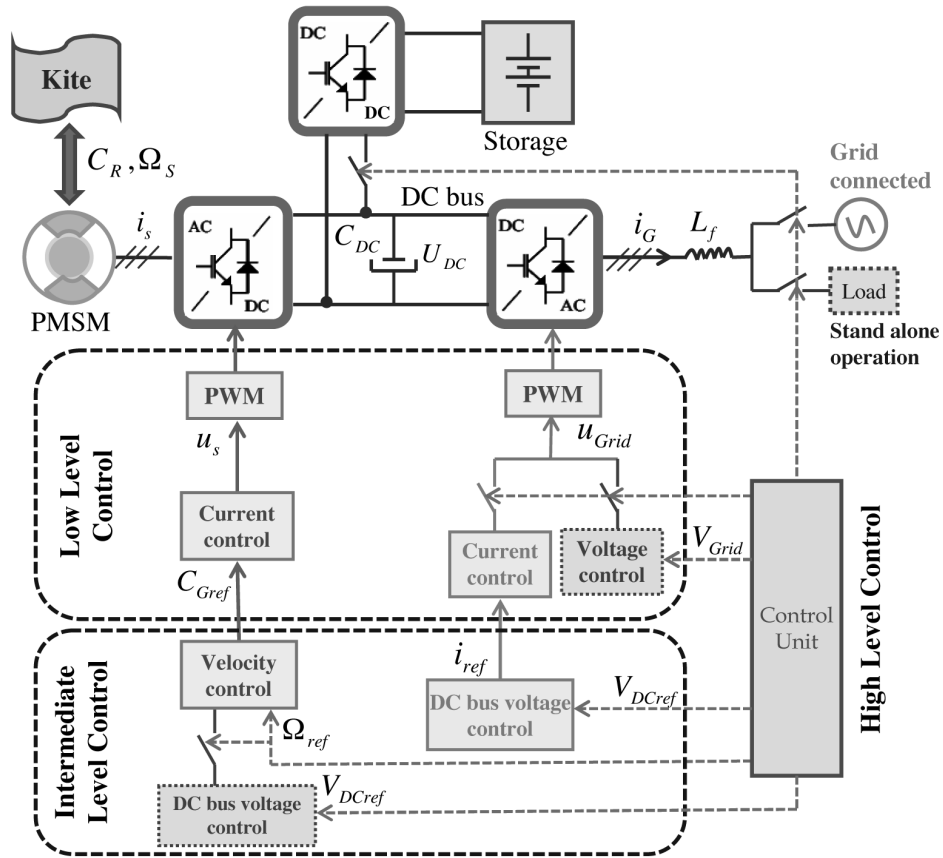 DC
DC
Kite
Storage
C_R, Ω_S
Grid
connected
DC bus
i_s
AC
DC
C_DC
U_DC
DC
AC
i_G
L_f
Load
PMSM
Stand alone
operation
PWM
PWM
u_s
u_Grid
Low Level
Control
Current
control
Current
control
Voltage
control
V_Grid
C_Gref
High Level Control
Control
Unit
Intermediate
Level Control
Velocity
control
i_ref
DC bus voltage
control
V_DCref
Ω_ref
V_DCref
DC bus voltage
control